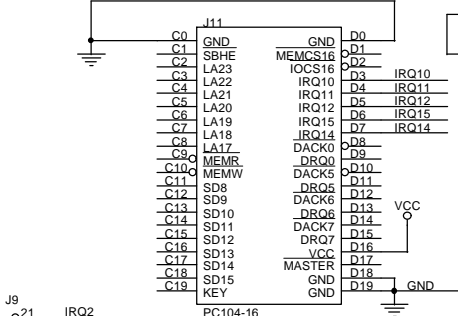 J11
C0 GND GND D0
C1 SBHE MEMCS16 D1
C2 LA23 IOCS16 D2
C3 LA22 IRQ10 D3 IRQ10
C4 LA21 IRQ11 D4 IRQ11
C5 LA20 IRQ12 D5 IRQ12
C6 LA19 IRQ15 D6 IRQ15
C7 LA18 IRQ14 D7 IRQ14
C8 LA17 DACK0 D8
C9 MEMR DRQ0 D9
C10 MEMW DACK5 D10
C11 SD8 DRQ5 D11
C12 SD9 DACK6 D12
C13 SD10 DRQ6 D13
C14 SD11 DACK7 D14
C15 SD12 DRQ7 D15
C16 SD13 VCC D16
C17 SD14 MASTER D17
C18 SD15 GND D18
C19 KEY GND D19 GND
VCC
PC104-16
J9
21 IRQ2